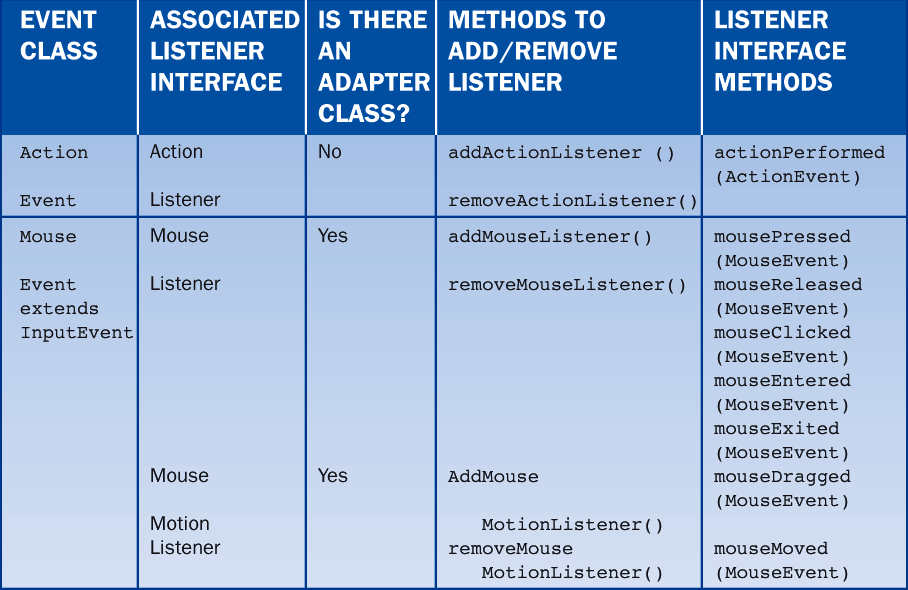 EVENT CLASS
ASSOCIATED LISTENER INTERFACE
IS THERE AN ADAPTER CLASS?
METHODS TO ADD/REMOVE LISTENER
LISTENER INTERFACE METHODS
Action Action No addActionListener () actionPerformed
(ActionEvent)
Event Listener removeActionListener()
Mouse Mouse Yes addMouseListener() mousePressed
(MouseEvent)
Event Listener removeMouseListener() mouseReleased
extends (MouseEvent)
InputEvent mouseClicked
(MouseEvent)
mouseEntered
(MouseEvent)
mouseExited
(MouseEvent)
Mouse Yes AddMouse mouseDragged
(MouseEvent)
Motion MotionListener()
Listener removeMouse mouseMoved
MotionListener() (MouseEvent)